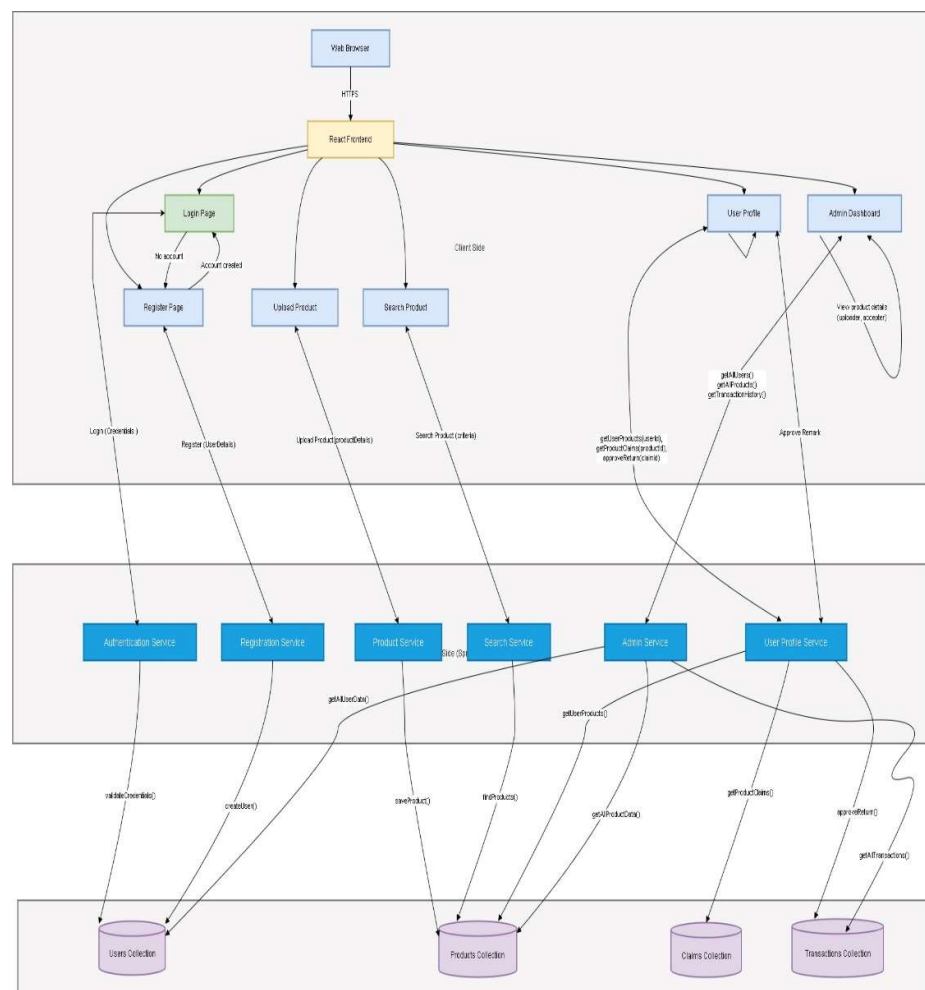 Web Browser
HTTPS
React Frontend
Login Page
User Profile
Admin Dashboard
Client Side
No account
Account created
Register Page
Upload Product
Search Product
View product details
(uploader, accepter)
getAllUsers()
getAllProducts()
getTransactionHistory()
Login (Credentials )
Register (UserDetails)
Upload Product(productDetails)
Search Product (criteria)
getUserProducts(userId),
getProductClaims(productId),
approveReturn(claimId)
Approve Remark
Authentication Service
Registration Service
Product Service
Search Service
Admin Service
User Profile Service
Side (Spr
getAllUserData()
getUserProducts()
validateCredentials()
createUser()
saveProduct()
findProducts()
getAllProductData()
getProductClaims()
approveReturn()
getAllTransactions()
Users Collection
Products Collection
Claims Collection
Transactions Collection